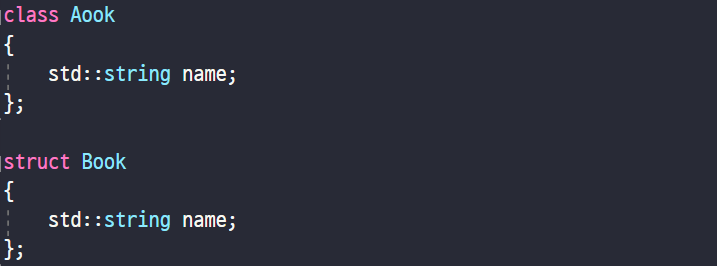 class Aook
{
    std::string name;
};

struct Book
{
    std::string name;
};